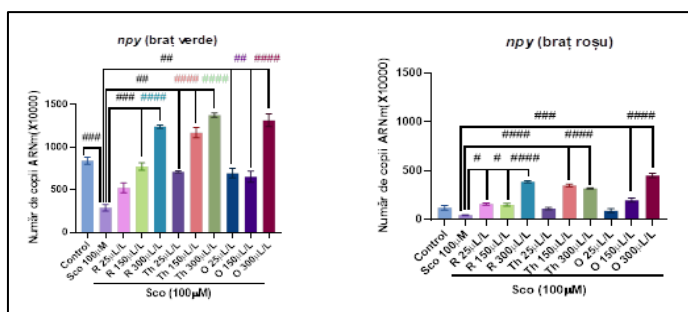 npy (braț verde)
## ## ####
## #### ####
### ####
###
Număr de copii ARNm(X10000)
1500
1000
500
0
Control
Sco 100µM
R 25µL/L
R 150µL/L
R 300µL/L
Th 25µL/L
Th 150µL/L
Th 300µL/L
O 25µL/L
O 150µL/L
O 300µL/L
Sco (100µM)
npy (braț roșu)
### ####
#### ####
# # ####
Număr de copii ARNm(X10000)
1500
1000
500
0
Control
Sco 100µM
R 25µL/L
R 150µL/L
R 300µL/L
Th 25µL/L
Th 150µL/L
Th 300µL/L
O 25µL/L
O 150µL/L
O 300µL/L
Sco (100µM)